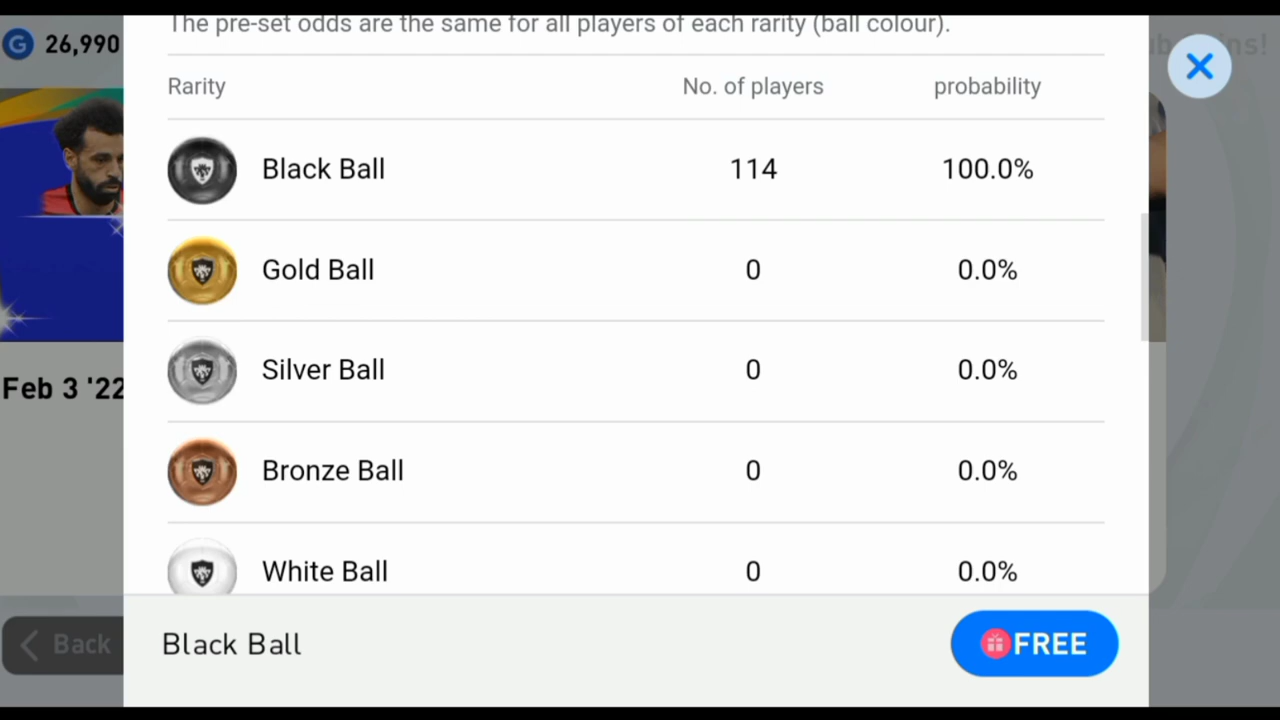 The pre-set odds are the same for all players of each rarity (ball colour).
26,990
Rarity No. of players probability
Black Ball 114 100.0%
Gold Ball 0 0.0%
Silver Ball 0 0.0%
Feb 3 '22
Bronze Ball 0 0.0%
White Ball 0 0.0%
Back
Black Ball
FREE